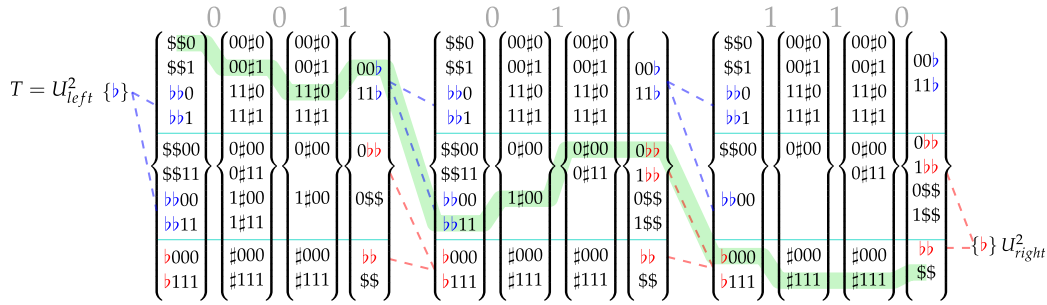 0 0 1 0 1 0 1 1 0
$$0 00♯0 00♯0 $$0 00♯0 00♯0 $$0 00♯0 00♯0
$$1 00♯1 00♯1 00♭ $$1 00♯1 00♯1 00♭ $$1 00♯1 00♯1 00♭
T = U²_left {♭} ♭♭0 11♯0 11♯0 11♭ ♭♭0 11♯0 11♯0 11♭ ♭♭0 11♯0 11♯0 11♭
♭♭1 11♯1 11♯1 ♭♭1 11♯1 11♯1 ♭♭1 11♯1 11♯1
$$00 0♯00 0♯00 0♭♭ $$00 0♯00 0♯00 0♭♭ $$00 0♯00 0♯00 0♭♭
$$11 0♯11 $$11 0♯11 1♭♭ 0♯11 1♭♭
♭♭00 1♯00 1♯00 0$$ ♭♭00 1♯00 0$$ ♭♭00 0$$
♭♭11 1♯11 ♭♭11 1$$ 1$$
♭000 ♯000 ♯000 ♭♭ ♭000 ♯000 ♯000 ♭♭ ♭000 ♯000 ♯000 ♭♭ {♭} U²_right
♭111 ♯111 ♯111 $$ ♭111 ♯111 ♯111 $$ ♭111 ♯111 ♯111 $$